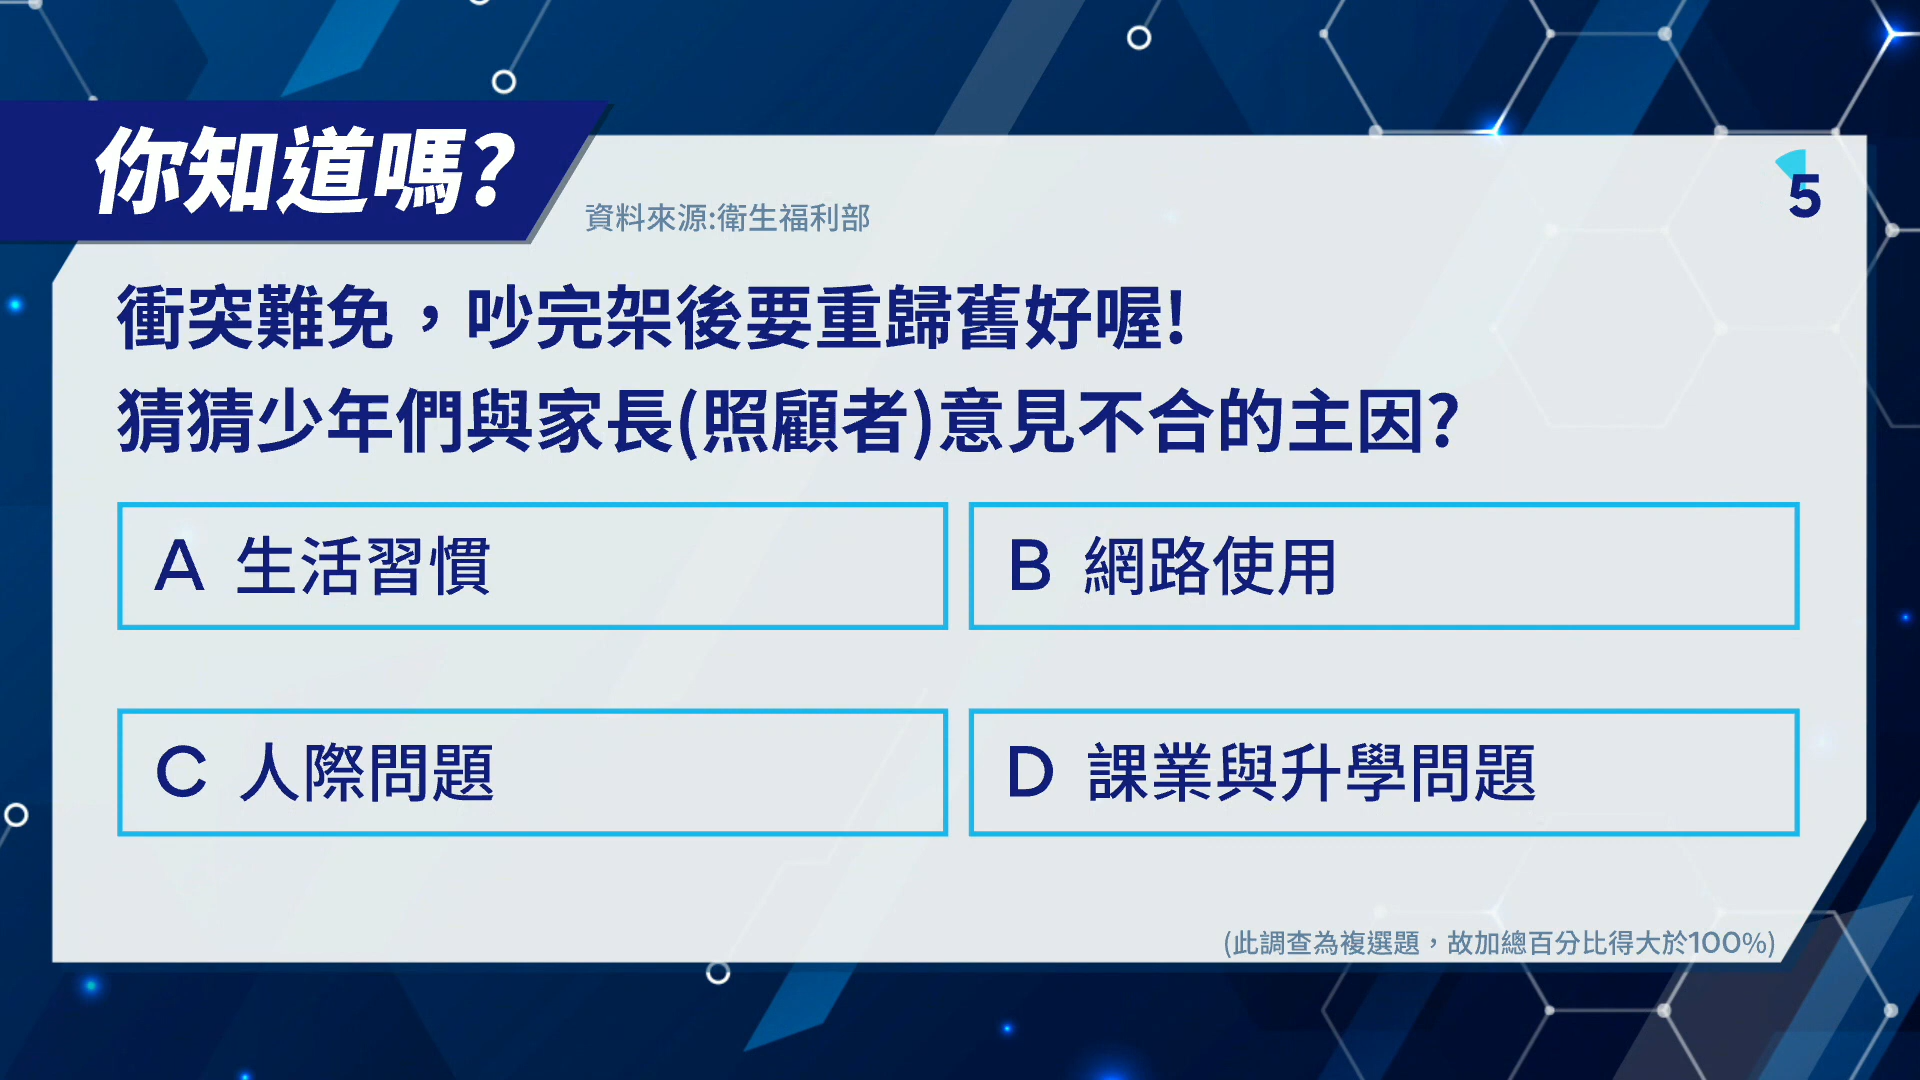 你知道嗎?
資料來源:衛生福利部
5
衝突難免，吵完架後要重歸舊好喔!
猜猜少年們與家長(照顧者)意見不合的主因?
A 生活習慣
B 網路使用
C 人際問題
D 課業與升學問題
(此調查為複選題，故加總百分比得大於100%)